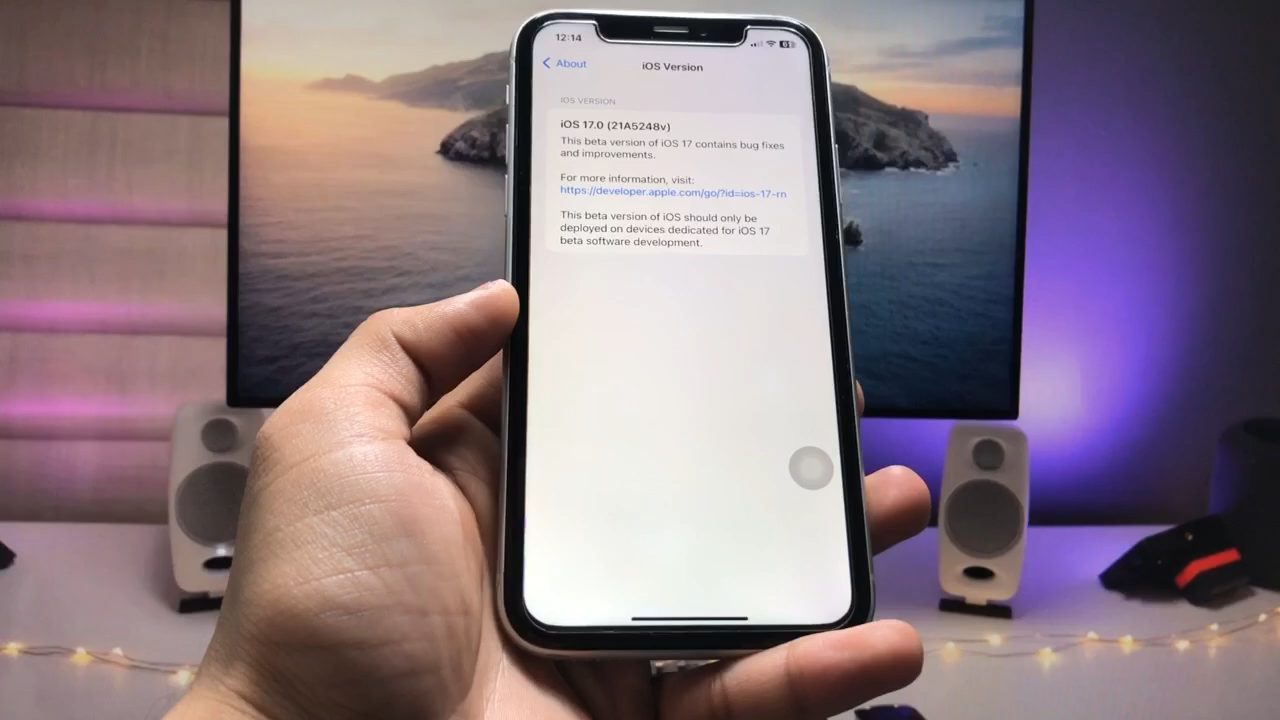 12:14
About
iOS Version
IOS VERSION
iOS 17.0 (21A5248v)
This beta version of iOS 17 contains bug fixes
and improvements.
For more information, visit:
https://developer.apple.com/go/?id=ios-17-rn
This beta version of iOS should only be
deployed on devices dedicated for iOS 17
beta software development.